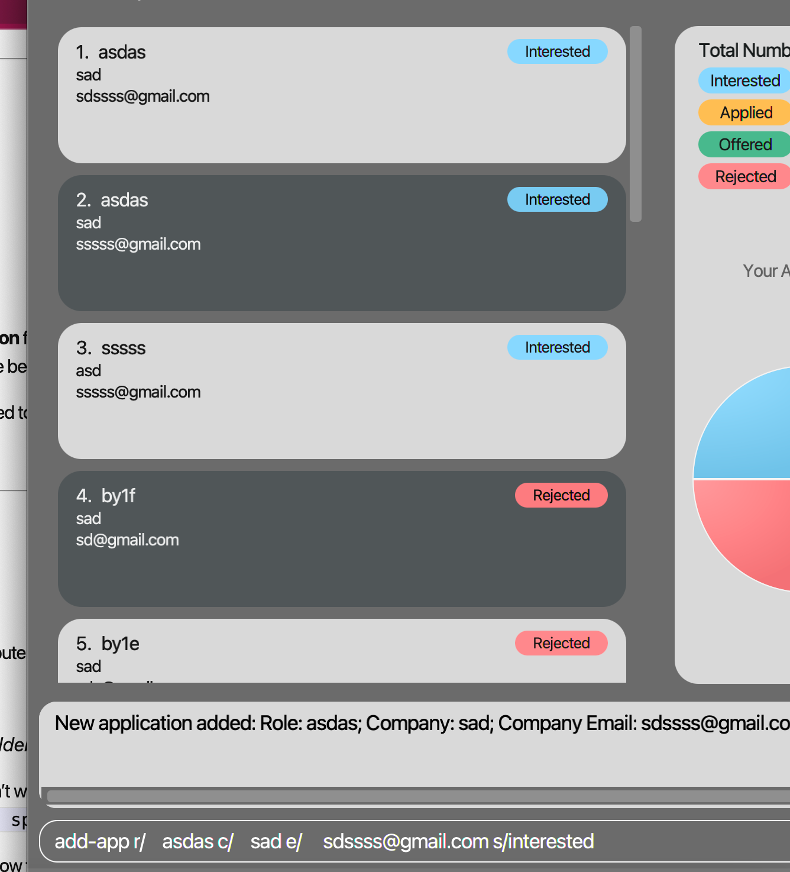 1. asdas Interested
sad
sdssss@gmail.com
2. asdas Interested
sad
sssss@gmail.com
3. sssss Interested
asd
sssss@gmail.com
4. by1f Rejected
sad
sd@gmail.com
5. by1e Rejected
sad
Total Numb
Interested
Applied
Offered
Rejected
Your A
New application added: Role: asdas; Company: sad; Company Email: sdssss@gmail.co
add-app r/ asdas c/ sad e/ sdssss@gmail.com s/interested